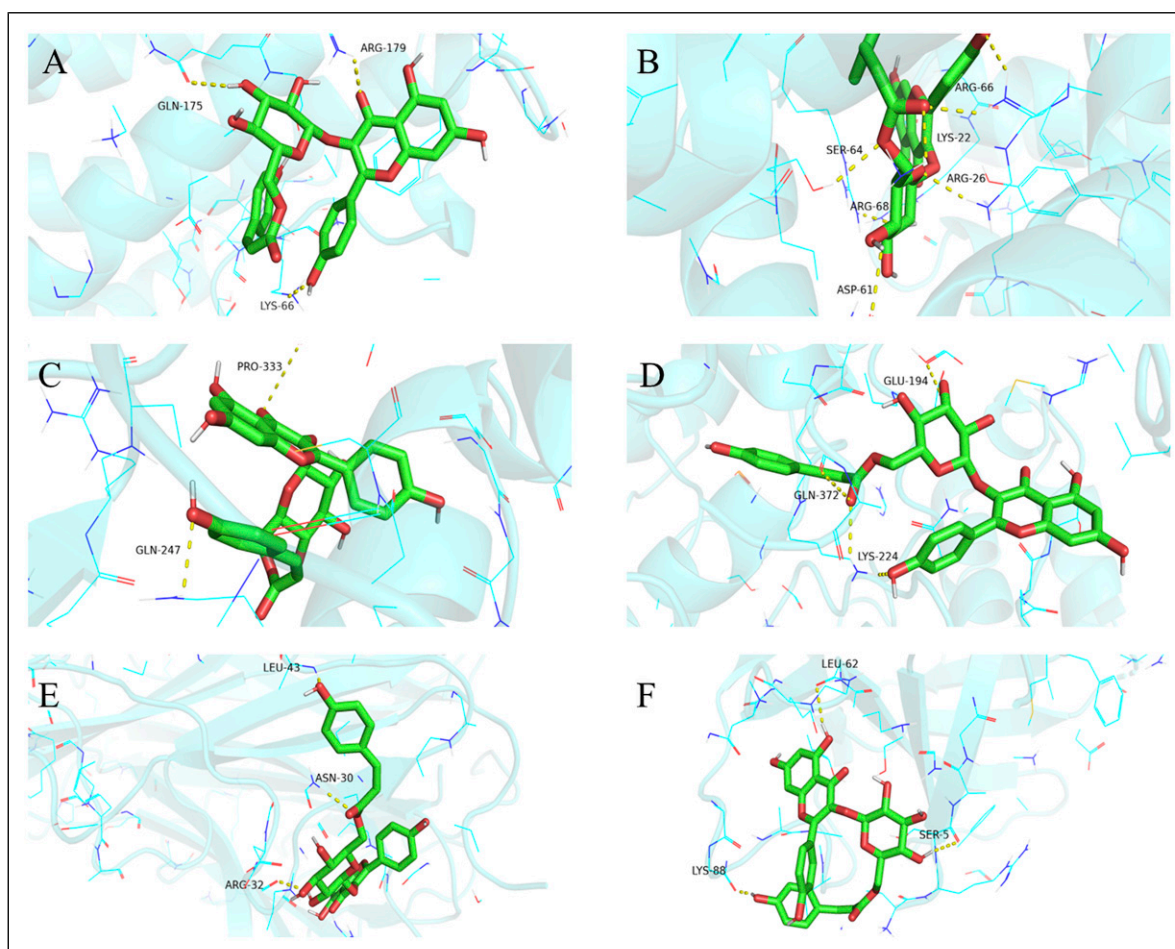 A
ARG-179
GLN-175
LYS-66
B
ARG-66
LYS-22
SER-64
ARG-26
ARG-68
ASP-61
C
PRO-333
GLN-247
D
GLU-194
GLN-372
LYS-224
E
LEU-43
ASN-30
ARG-32
F
LEU-62
SER-5
LYS-88